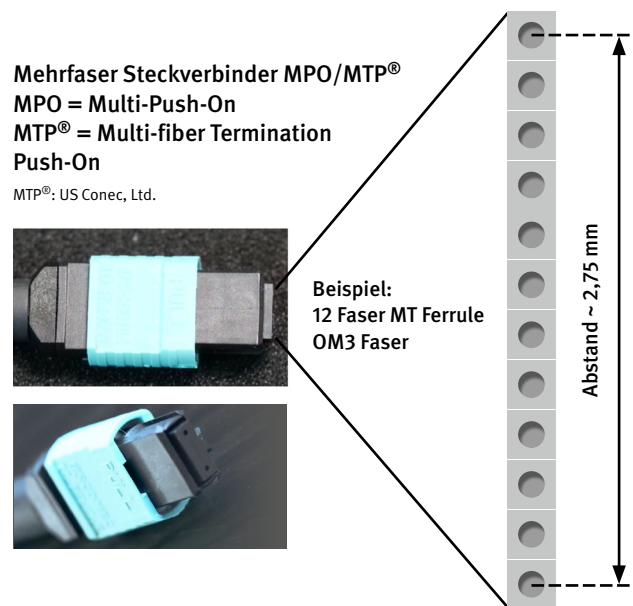 Mehrfaser Steckverbinder MPO/MTP®
MPO = Multi-Push-On
MTP® = Multi-fiber Termination
Push-On
MTP®: US Conec, Ltd.
Beispiel:
12 Faser MT Ferrule
OM3 Faser
Abstand ~ 2,75 mm